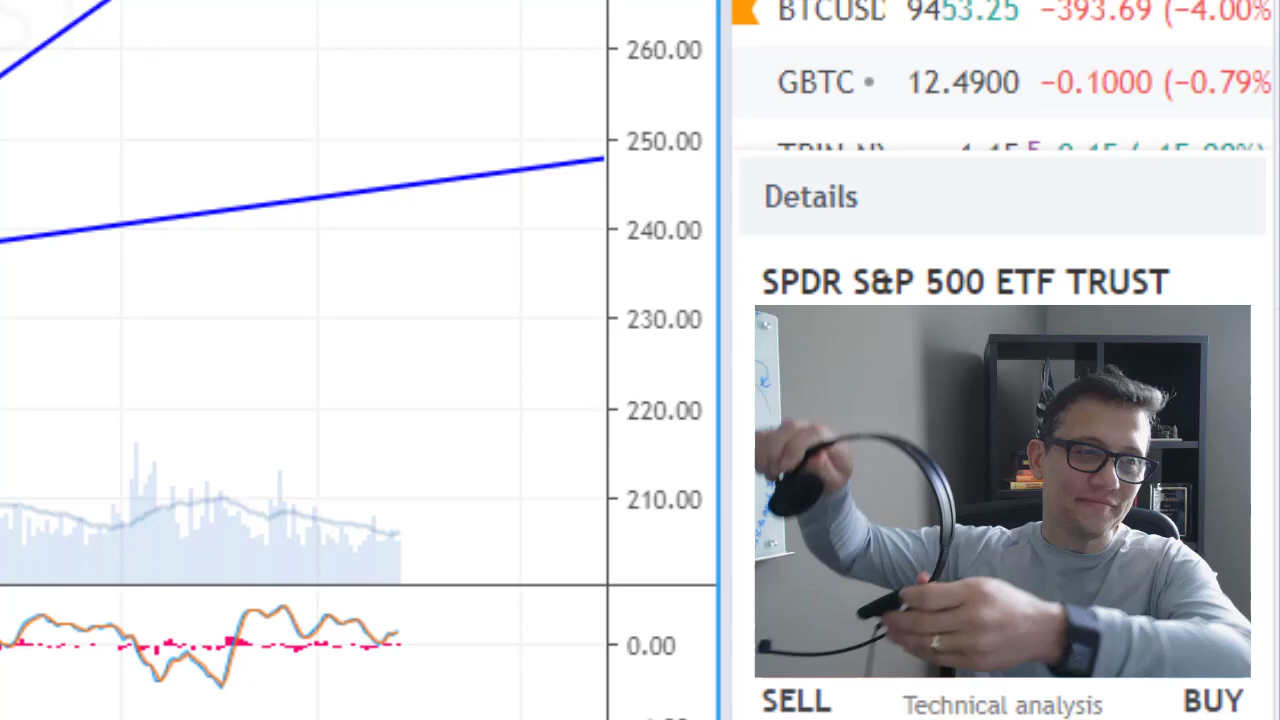 260.00
250.00
240.00
230.00
220.00
210.00
0.00
BTCUSD 9453.25 −393.69 (−4.00%
GBTC • 12.4900 −0.1000 (−0.79%
Details
SPDR S&P 500 ETF TRUST
SELL Technical analysis BUY